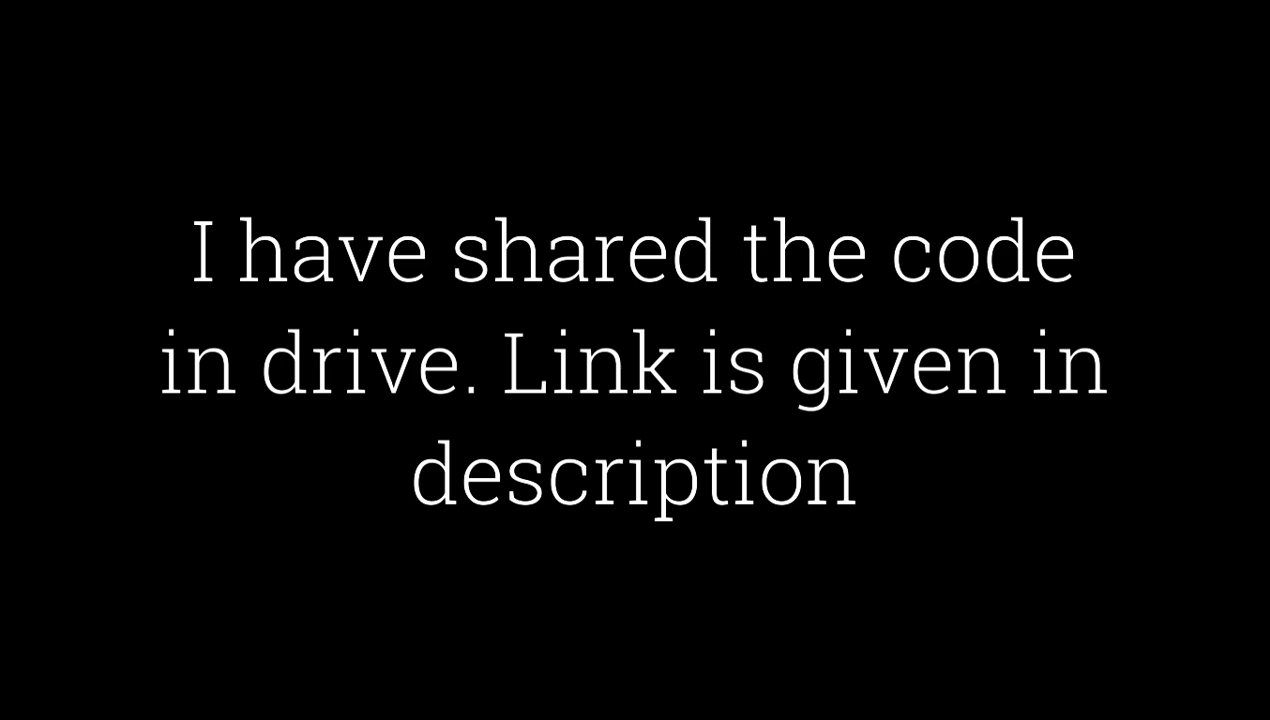 I have shared the code
in drive. Link is given in
description